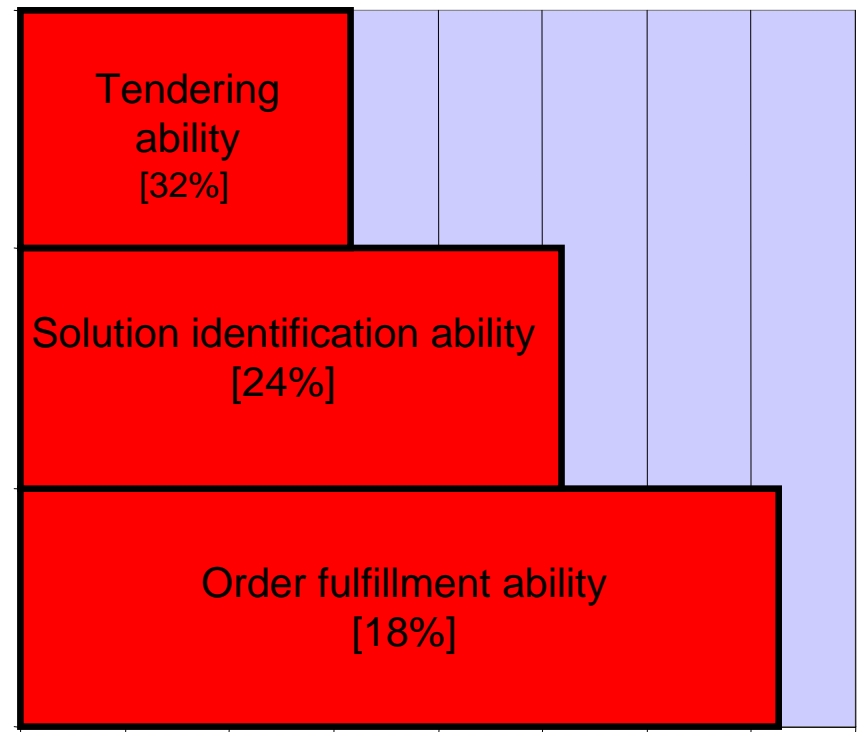 Tendering
ability
[32%]
Solution identification ability
[24%]
Order fulfillment ability
[18%]